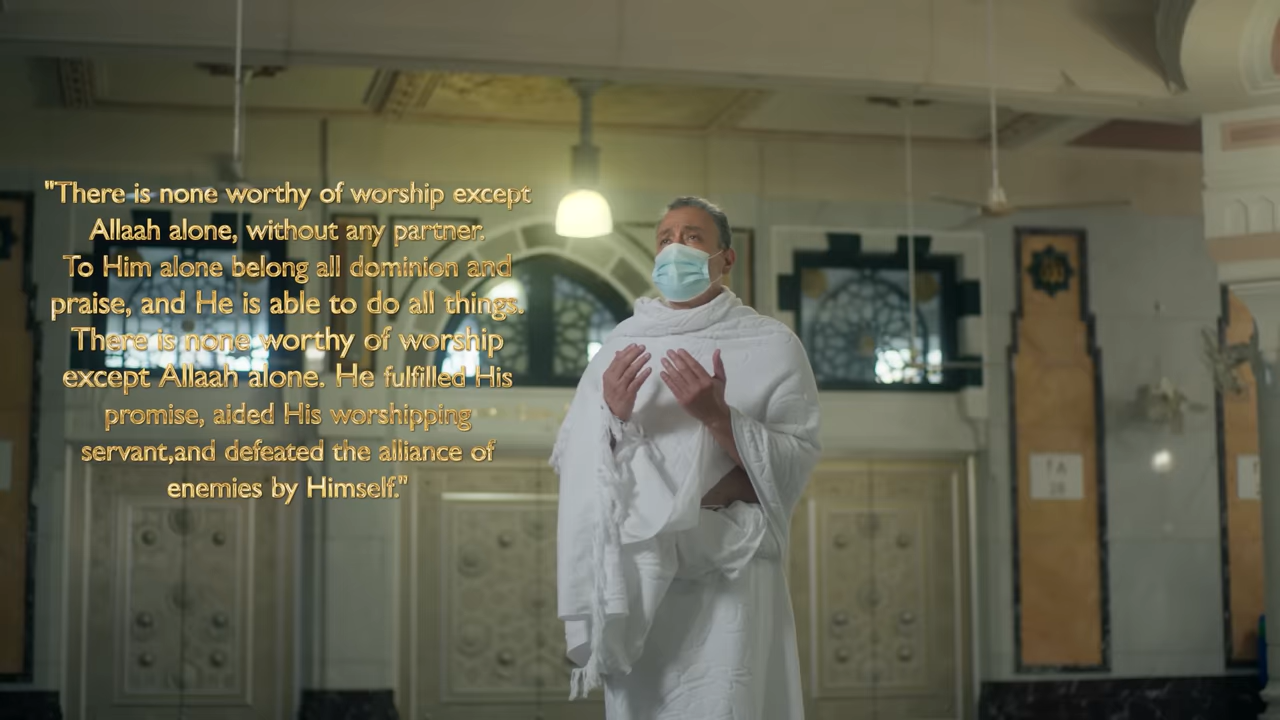 "There is none worthy of worship except
Allaah alone, without any partner.
To Him alone belong all dominion and
praise, and He is able to do all things.
There is none worthy of worship
except Allaah alone. He fulfilled His
promise, aided His worshipping
servant,and defeated the alliance of
enemies by Himself."